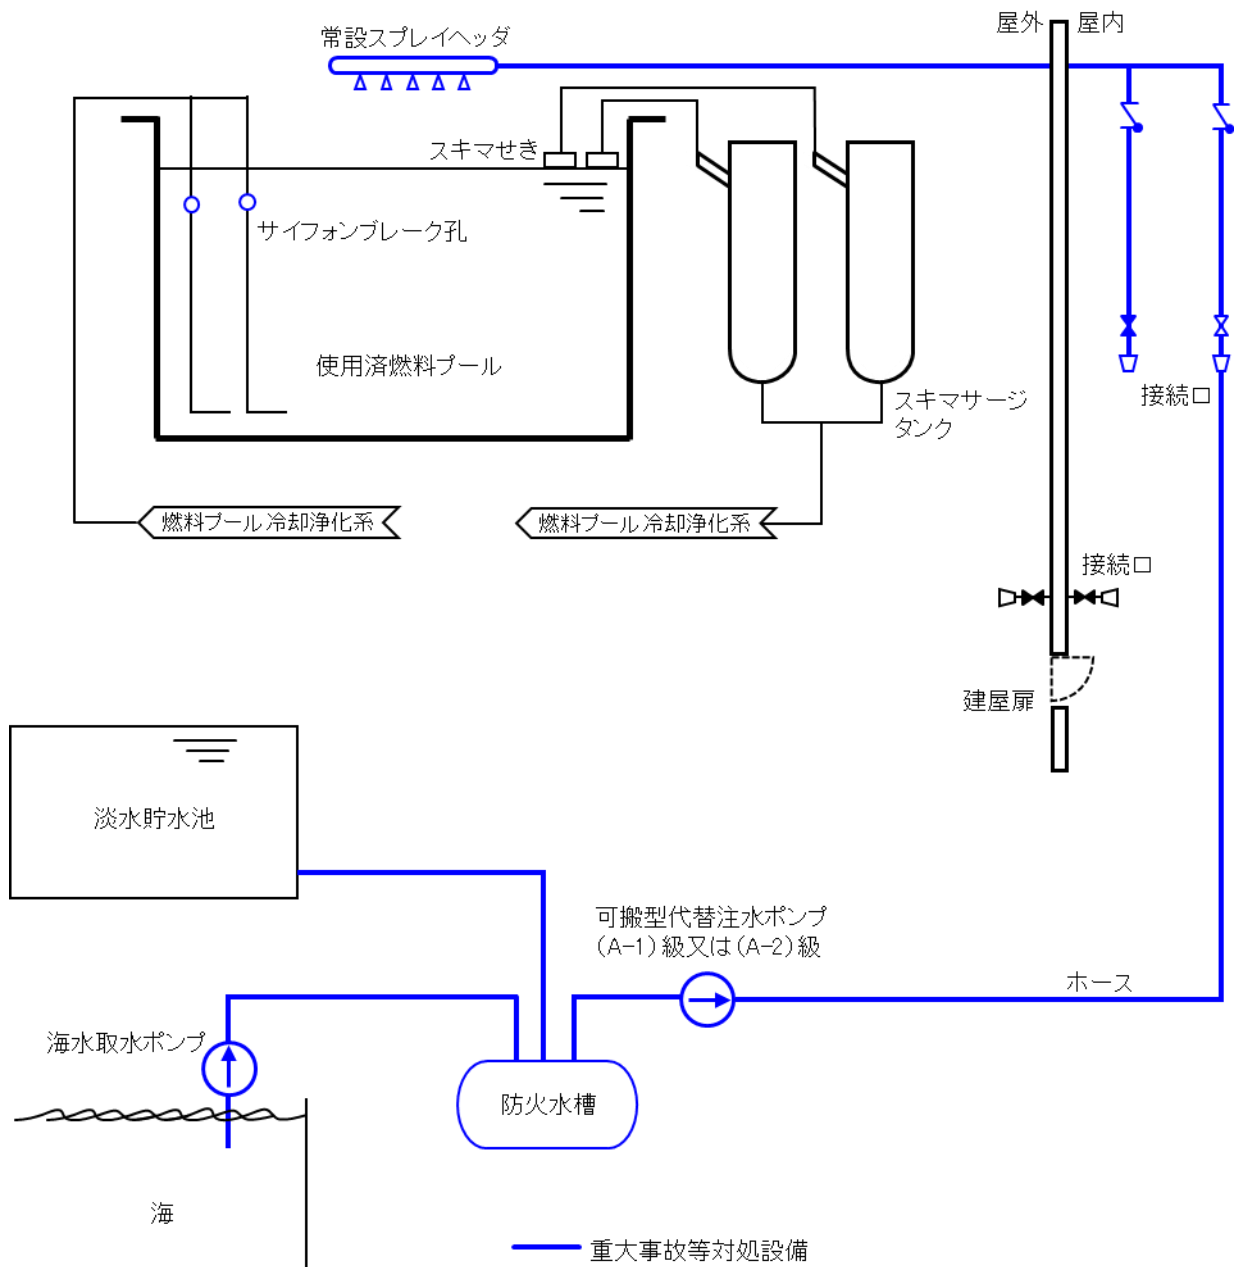 屋外 屋内
常設スプレイヘッダ
スキマせき
サイフォンブレーク孔
使用済燃料プール
接続口
スキマサージ
タンク
燃料プール冷却浄化系
燃料プール冷却浄化系
接続口
建屋扉
淡水貯水池
可搬型代替注水ポンプ
(A-1)級又は(A-2)級
ホース
海水取水ポンプ
防火水槽
海
重大事故等対処設備